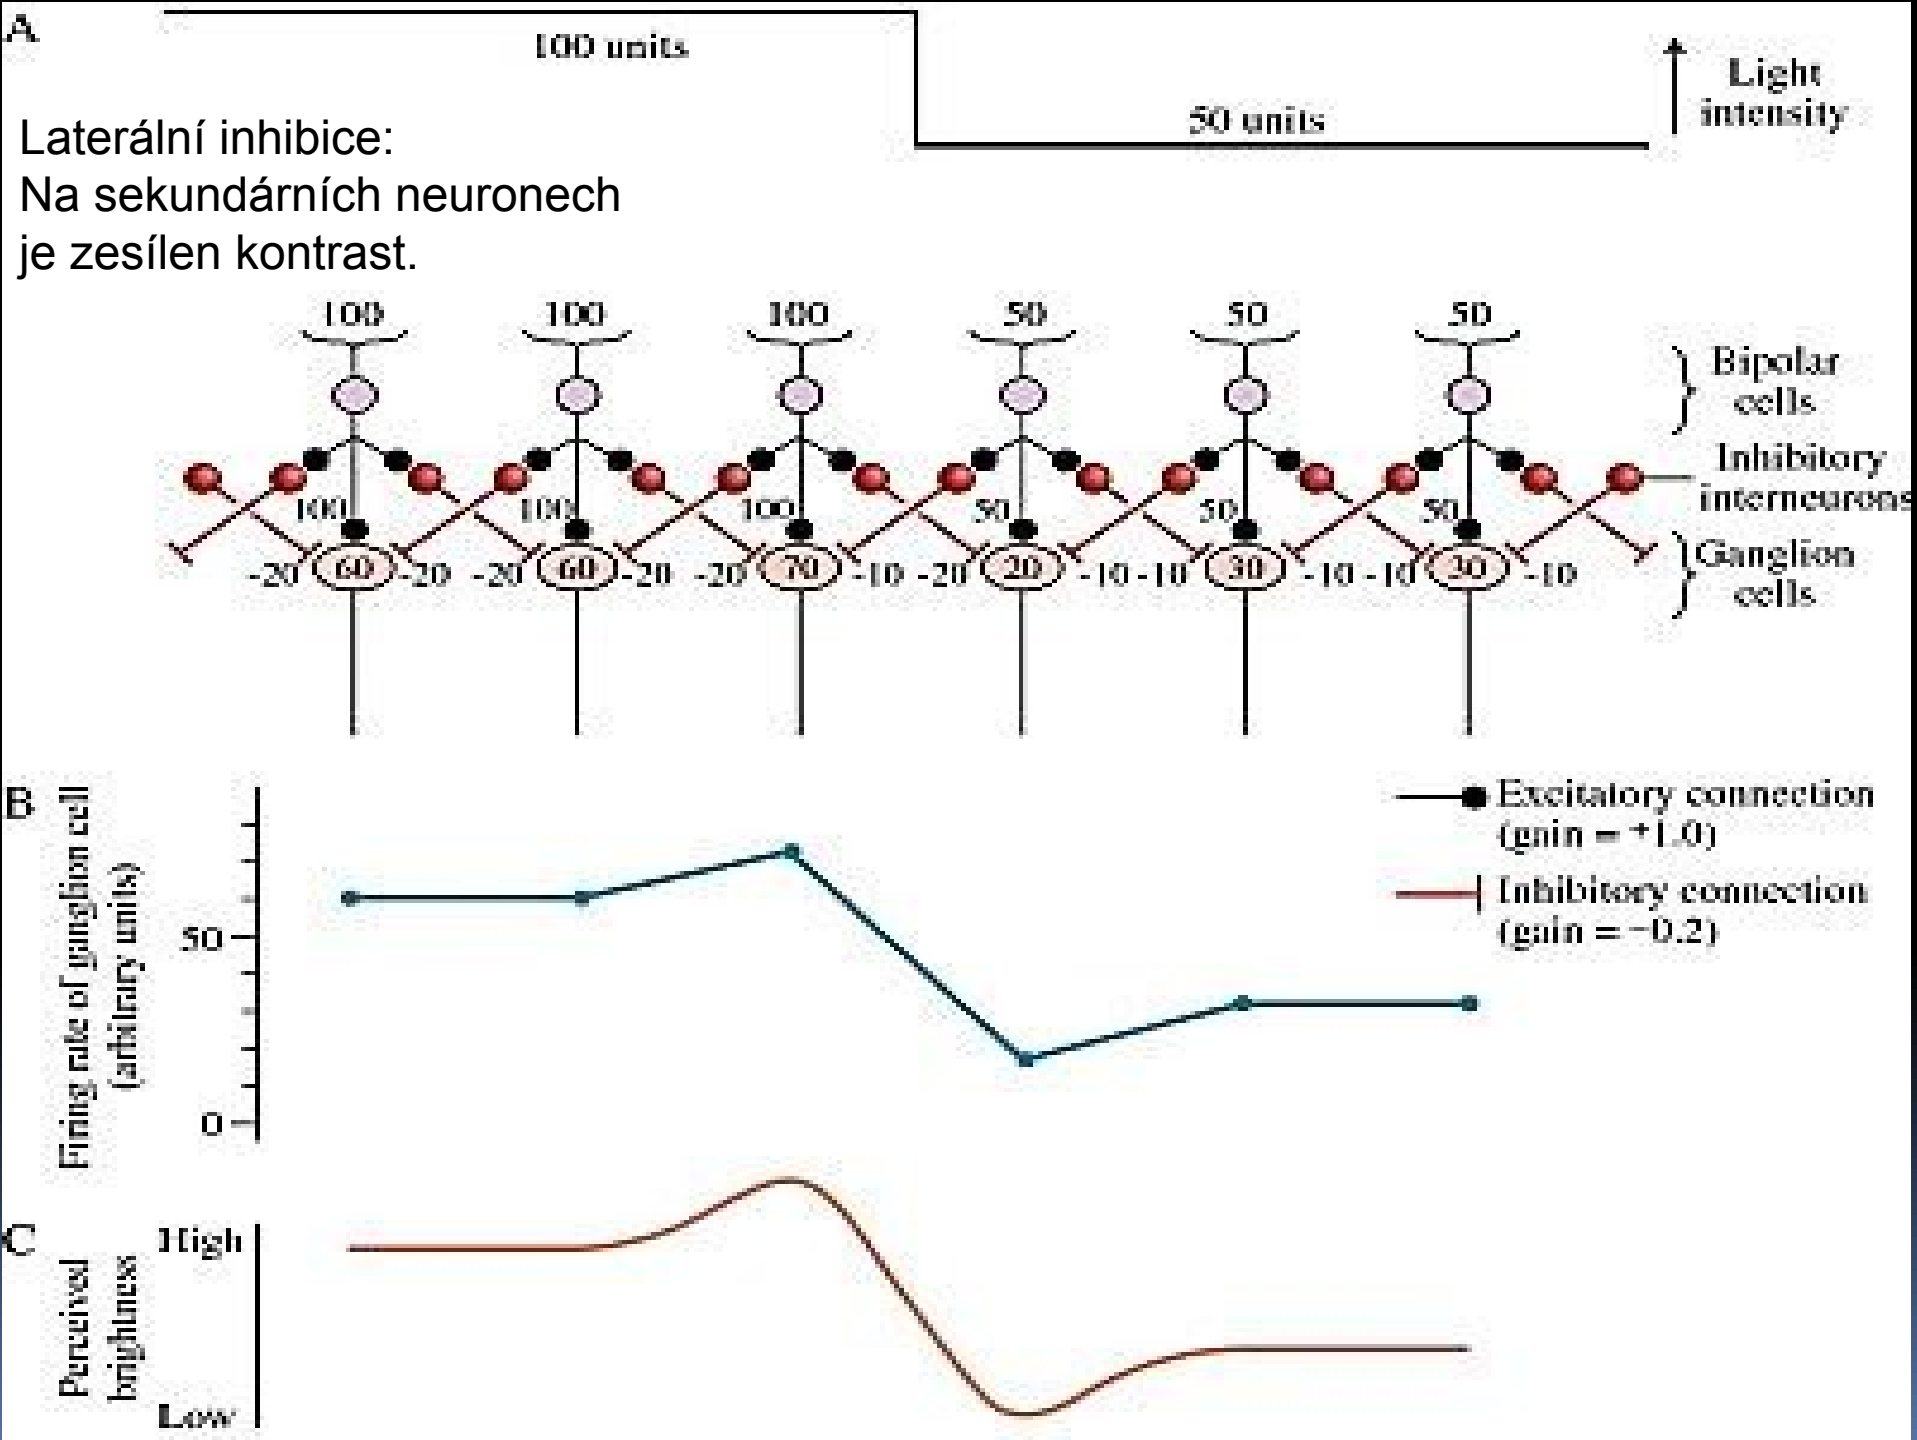 A
100 units
50 units
Light
intensity
Laterální inhibice:
Na sekundárních neuronech
je zesílen kontrast.
100 100 100 50 50 50
Bipolar
cells
Inhibitory
interneurons
100 100 100 50 50 50
Ganglion
cells
-20 60 -20 -20 60 -20 -20 70 -10 -20 20 -10 -10 30 -10 -10 30 -10
B
Firing rate of ganglion cell
(arbitrary units)
50
0
Excitatory connection
(gain = +1.0)
Inhibitory connection
(gain = −0.2)
C
Perceived
brightness
High
Low